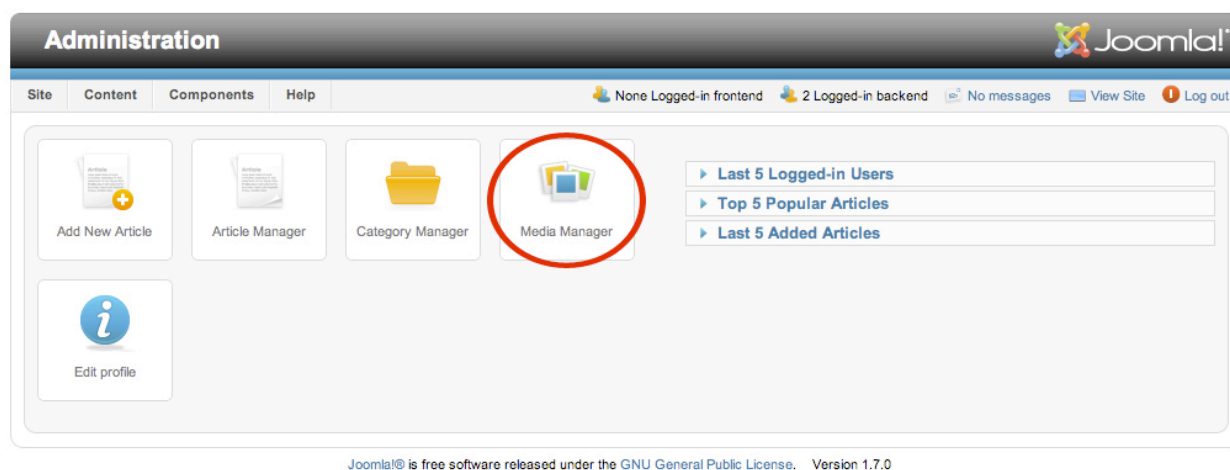 Administration
Joomla!
Site Content Components Help None Logged-in frontend 2 Logged-in backend No messages View Site Log out
Add New Article Article Manager Category Manager Media Manager
Last 5 Logged-in Users
Top 5 Popular Articles
Last 5 Added Articles
Edit profile
Joomla!® is free software released under the GNU General Public License. Version 1.7.0